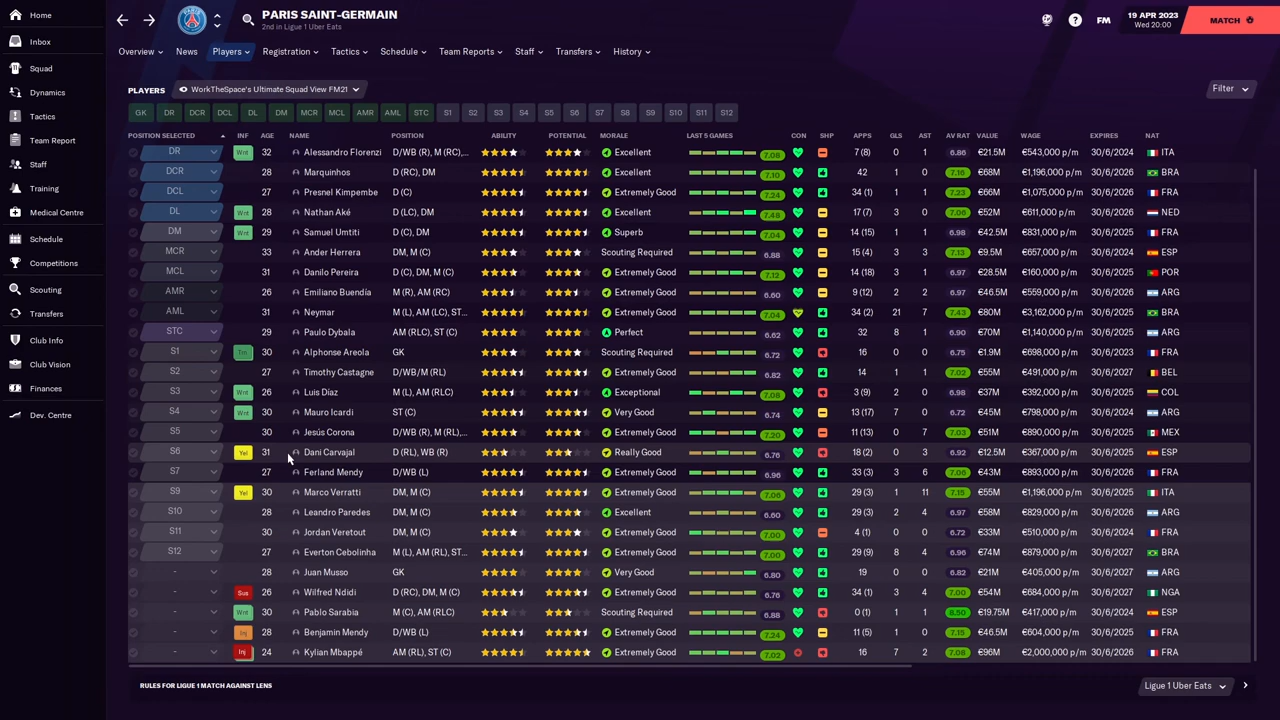 Home
PARIS SAINT-GERMAIN
2nd in Ligue 1 Uber Eats
FM
19 APR 2023
Wed 20:00
MATCH
Inbox
Squad
Dynamics
Tactics
Team Report
Staff
Training
Medical Centre
Schedule
Competitions
Scouting
Transfers
Club Info
Club Vision
Finances
Dev. Centre
Overview News Players Registration Tactics Schedule Team Reports Staff Transfers History
PLAYERS WorkTheSpace's Ultimate Squad View FM21 Filter
GK DR DCR DCL DL DM MCR MCL AMR AML STC S1 S2 S3 S4 S5 S6 S7 S8 S9 S10 S11 S12
POSITION SELECTED INF AGE NAME POSITION ABILITY POTENTIAL MORALE LAST 5 GAMES CON SHP APPS GLS AST AV RAT VALUE WAGE EXPIRES NAT
DR Wnt 32 Alessandro Florenzi D/WB (R), M (RC),... Excellent 7.08 7 (8) 0 1 6.86 €21.5M €543,000 p/m 30/6/2024 ITA
DCR 28 Marquinhos D (RC), DM Excellent 7.10 42 1 0 7.16 €68M €1,196,000 p/m 30/6/2026 BRA
DCL 27 Presnel Kimpembe D (C) Extremely Good 7.24 34 (1) 1 1 7.23 €66M €1,075,000 p/m 30/6/2026 FRA
DL Wnt 28 Nathan Aké D (LC), DM Excellent 7.48 17 (7) 3 0 7.06 €52M €611,000 p/m 30/6/2026 NED
DM Wnt 29 Samuel Umtiti D (C), DM Superb 7.04 14 (15) 1 0 6.98 €42.5M €831,000 p/m 30/6/2025 FRA
MCR 33 Ander Herrera DM, M (C) Scouting Required 6.88 15 (4) 3 3 7.13 €9.5M €657,000 p/m 30/6/2024 ESP
MCL 31 Danilo Pereira D (C), DM, M (C) Extremely Good 7.12 14 (18) 3 1 6.97 €28.5M €160,000 p/m 30/6/2025 POR
AMR 26 Emiliano Buendía M (R), AM (RC) Extremely Good 6.60 9 (12) 2 2 6.97 €46.5M €559,000 p/m 30/6/2026 ARG
AML 31 Neymar M (L), AM (LC), ST... Extremely Good 7.04 34 (2) 21 7 7.43 €80M €3,162,000 p/m 30/6/2025 BRA
STC 29 Paulo Dybala AM (RLC), ST (C) Perfect 6.62 32 8 1 6.90 €70M €1,140,000 p/m 30/6/2025 ARG
S1 Trn 30 Alphonse Areola GK Scouting Required 6.72 16 0 0 6.75 €1.9M €698,000 p/m 30/6/2023 FRA
S2 27 Timothy Castagne D/WB/M (RL) Extremely Good 6.82 14 1 1 7.02 €55M €491,000 p/m 30/6/2027 BEL
S3 Wnt 26 Luis Díaz M (L), AM (RLC) Exceptional 7.08 3 (9) 2 0 6.98 €37M €392,000 p/m 30/6/2026 COL
S4 Wnt 30 Mauro Icardi ST (C) Very Good 6.74 13 (17) 7 0 6.72 €45M €798,000 p/m 30/6/2024 ARG
S5 30 Jesús Corona D/WB (R), M (RL),... Extremely Good 7.20 11 (13) 4 0 7.03 €51M €890,000 p/m 30/6/2025 MEX
S6 Yel 31 Dani Carvajal D (RL), WB (R) Really Good 6.76 18 (2) 0 3 6.92 €12.5M €367,000 p/m 30/6/2025 ESP
S7 27 Ferland Mendy D/WB (L) Extremely Good 6.96 33 (3) 3 6 7.06 €43M €893,000 p/m 30/6/2026 FRA
S9 Yel 30 Marco Verratti DM, M (C) Extremely Good 7.06 29 (3) 1 11 7.15 €55M €1,196,000 p/m 30/6/2025 ITA
S10 28 Leandro Paredes DM, M (C) Excellent 6.60 29 (3) 2 4 6.97 €58M €829,000 p/m 30/6/2026 ARG
S11 30 Jordan Veretout DM, M (C) Extremely Good 7.00 4 (1) 0 0 6.72 €33M €510,000 p/m 30/6/2024 FRA
S12 27 Everton Cebolinha M (L), AM (RL), ST... Extremely Good 7.00 29 (9) 8 4 6.96 €74M €879,000 p/m 30/6/2027 BRA
- 28 Juan Musso GK Very Good 6.80 19 0 0 6.82 €21M €405,000 p/m 30/6/2027 ARG
- Sus 26 Wilfred Ndidi D (RC), DM, M (C) Extremely Good 6.76 34 (1) 3 4 7.00 €54M €684,000 p/m 30/6/2026 NGA
- Wnt 30 Pablo Sarabia M (C), AM (RLC) Scouting Required 6.88 0 (1) 1 1 8.50 €19.75M €417,000 p/m 30/6/2024 ESP
- Inj 28 Benjamin Mendy D/WB (L) Extremely Good 7.24 11 (5) 1 0 7.15 €46.5M €604,000 p/m 30/6/2026 FRA
- Inj 24 Kylian Mbappé AM (RL), ST (C) Extremely Good 7.02 16 7 2 7.08 €96M €2,000,000 p/m 30/6/2026 FRA
RULES FOR LIGUE 1 MATCH AGAINST LENS Ligue 1 Uber Eats